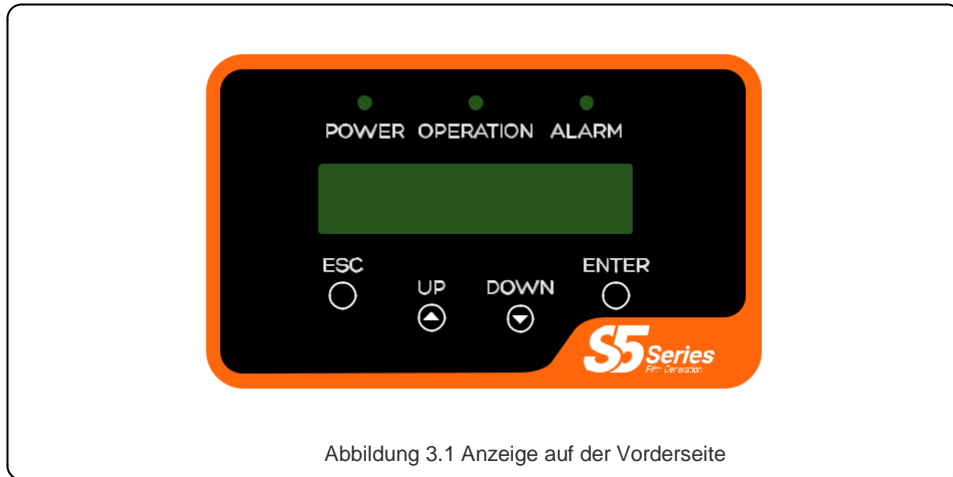 POWER OPERATION ALARM
ESC
UP
DOWN
ENTER
S5 Series
Abbildung 3.1 Anzeige auf der Vorderseite